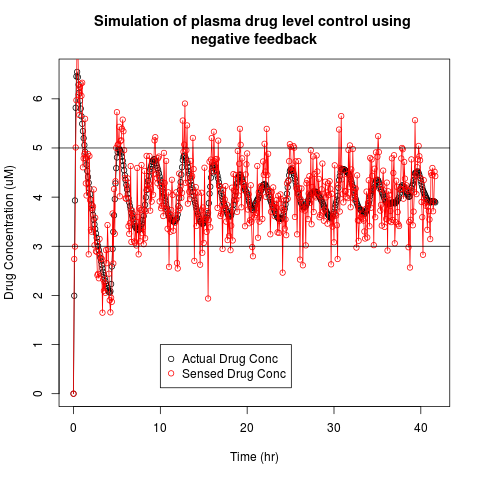 Simulation of plasma drug level control using
negative feedback
Drug Concentration (uM)
6
5
4
3
2
1
0
Actual Drug Conc
Sensed Drug Conc
0
10
20
30
40
Time (hr)